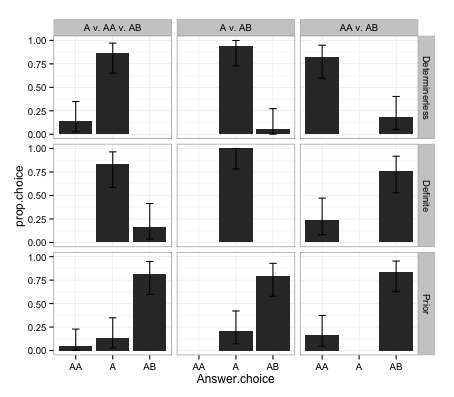 A v. AA v. AB
A v. AB
AA v. AB
1.00
0.75
0.50
0.25
0.00
Determinerless
1.00
0.75
0.50
0.25
0.00
Definite
1.00
0.75
0.50
0.25
0.00
Prior
prop.choice
AA A AB
AA A AB
AA A AB
Answer.choice